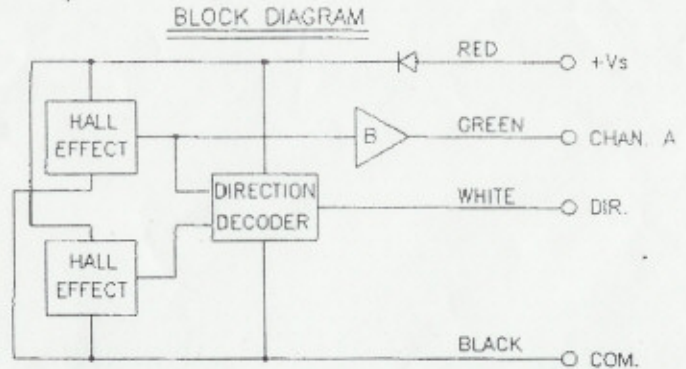 BLOCK DIAGRAM
RED
+Vs
HALL
EFFECT
B
GREEN
CHAN. A
DIRECTION
DECODER
WHITE
DIR.
HALL
EFFECT
BLACK
COM.